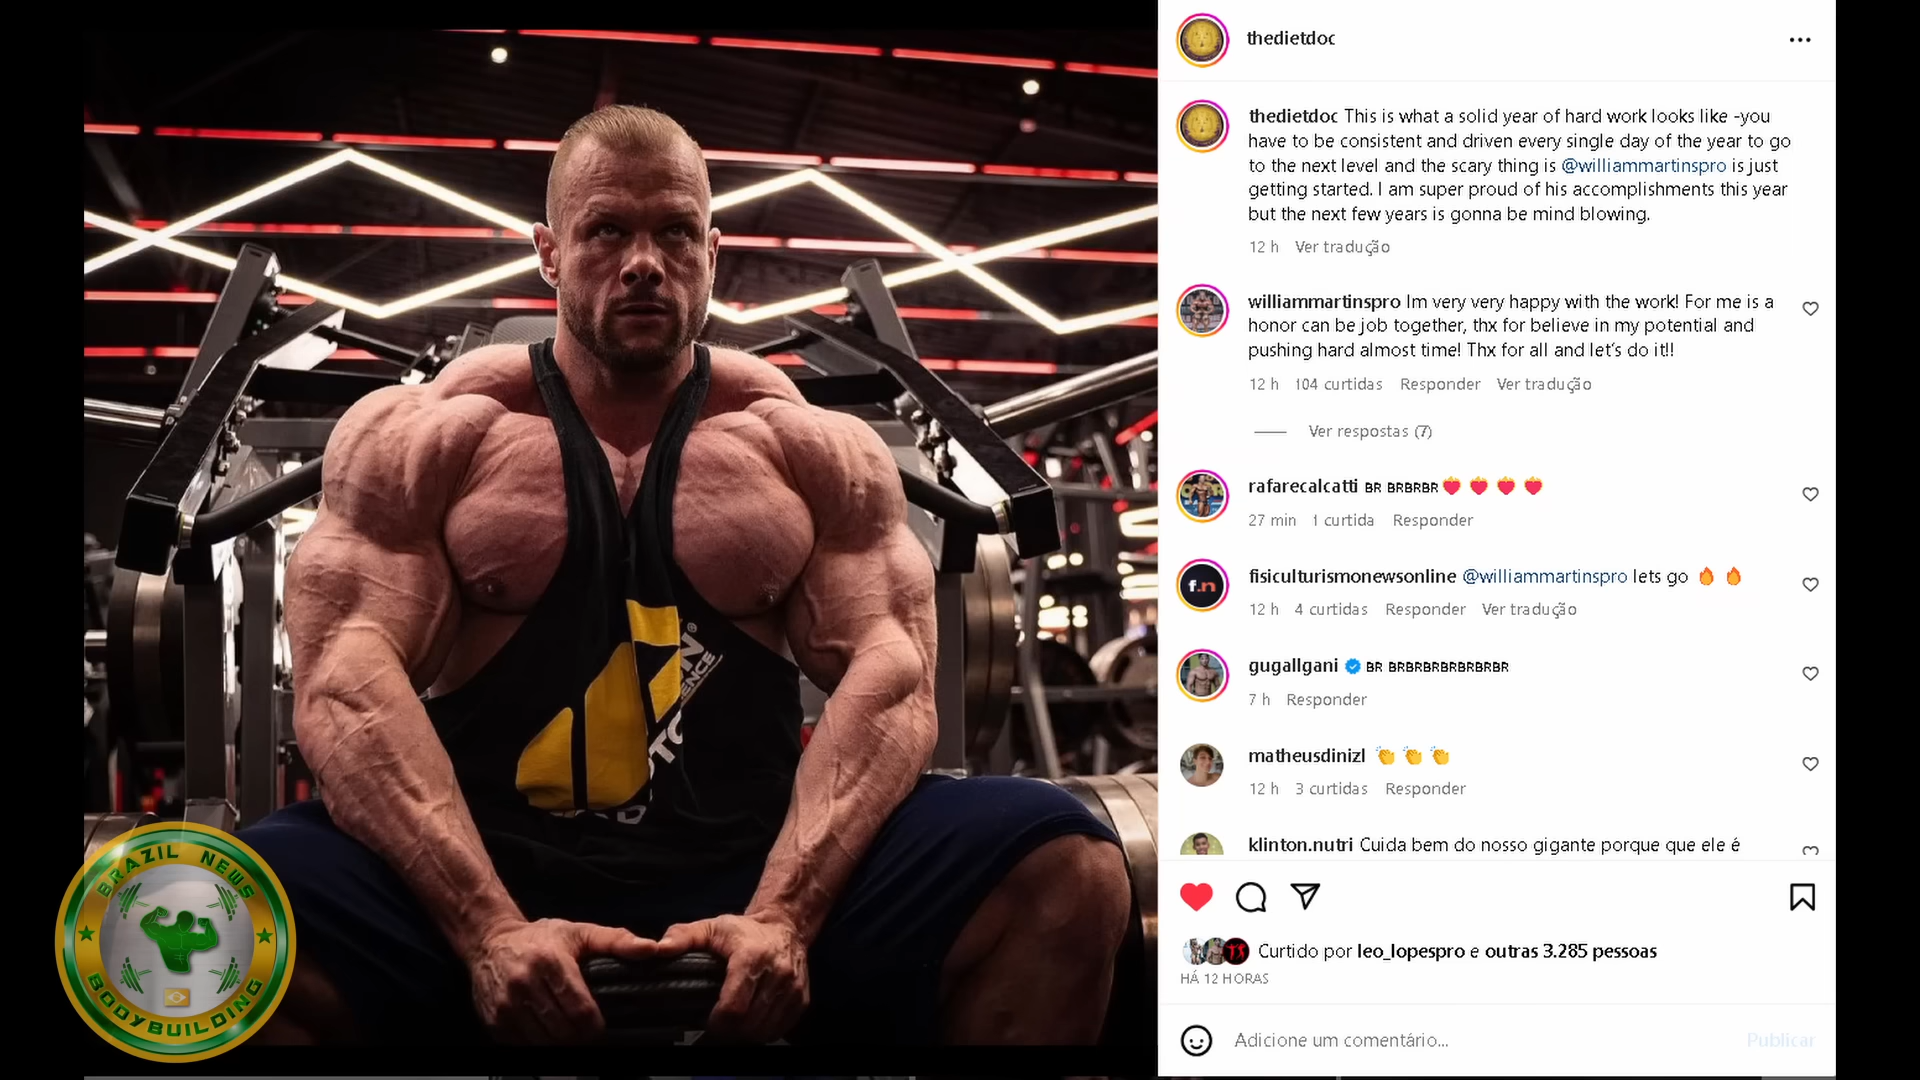 thedietdoc
thedietdoc This is what a solid year of hard work looks like -you
have to be consistent and driven every single day of the year to go
to the next level and the scary thing is @williammartinspro is just
getting started. I am super proud of his accomplishments this year
but the next few years is gonna be mind blowing.
12 h Ver tradução
williammartinspro Im very very happy with the work! For me is a
honor can be job together, thx for believe in my potential and
pushing hard almost time! Thx for all and let's do it!!
12 h 104 curtidas Responder Ver tradução
Ver respostas (7)
rafarecalcatti BR BRBRBR❤️‍🔥 ❤️‍🔥 ❤️‍🔥 ❤️‍🔥
27 min 1 curtida Responder
f.n
fisiculturismonewsonline @williammartinspro lets go 🔥 🔥
12 h 4 curtidas Responder Ver tradução
gugallgani BR BRBRBRBRBRBRBR
7 h Responder
matheusdinizl 👏 👏 👏
12 h 3 curtidas Responder
klinton.nutri Cuida bem do nosso gigante porque que ele é
Curtido por leo_lopespro e outras 3.285 pessoas
HÁ 12 HORAS
Adicione um comentário...
Publicar
BRAZIL NEWS
BODYBUILDING